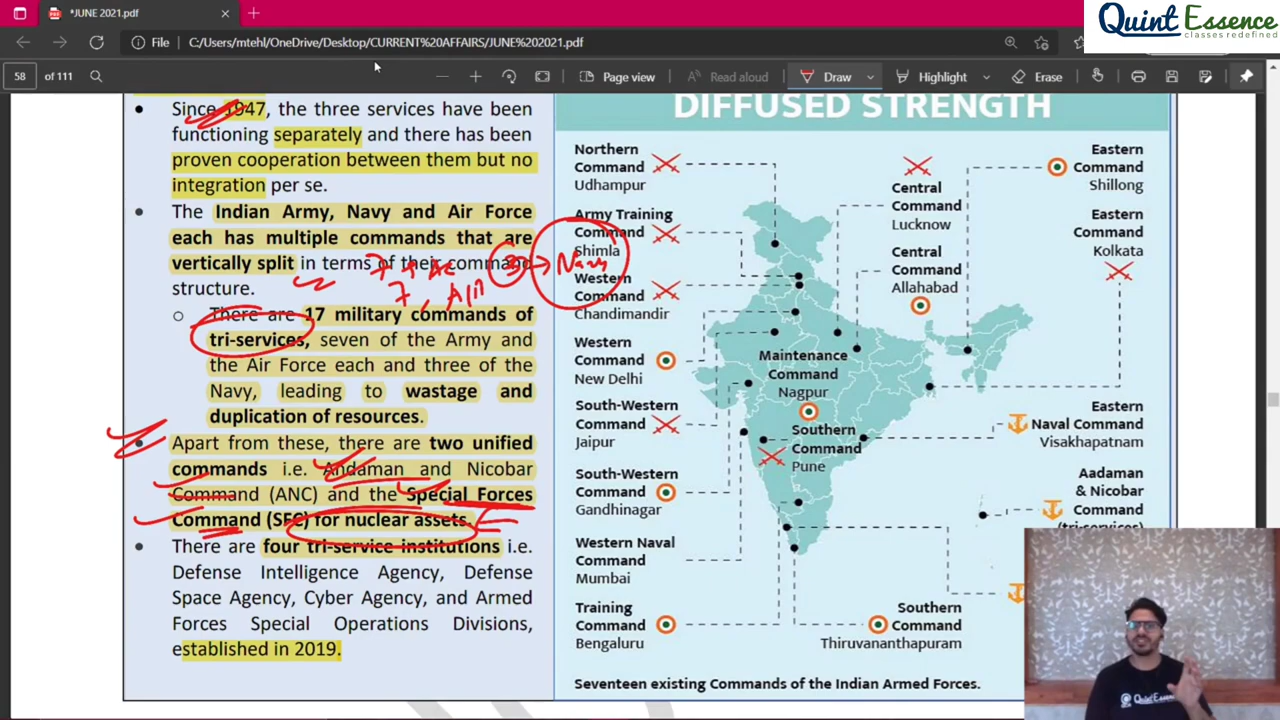 *JUNE 2021.pdf
Quint Essence
classes redefined
File
C:/Users/mtehl/OneDrive/Desktop/CURRENT%20AFFAIRS/JUNE%202021.pdf
58 of 111
Page view
Read aloud
Draw
Highlight
Erase
Since 1947, the three services have been
functioning separately and there has been
proven cooperation between them but no
integration per se.
The Indian Army, Navy and Air Force
each has multiple commands that are
vertically split in terms of their command
structure.
There are 17 military commands of
tri-services, seven of the Army and
the Air Force each and three of the
Navy, leading to wastage and
duplication of resources.
Apart from these, there are two unified
commands i.e. Andaman and Nicobar
Command (ANC) and the Special Forces
Command (SFC) for nuclear assets.
There are four tri-service institutions i.e.
Defense Intelligence Agency, Defense
Space Agency, Cyber Agency, and Armed
Forces Special Operations Divisions,
established in 2019.
7
7
3 → Navy
DIFFUSED STRENGTH
Northern
Command
Udhampur
Army Training
Command
Shimla
Western
Command
Chandimandir
Western
Command
New Delhi
South-Western
Command
Jaipur
South-Western
Command
Gandhinagar
Western Naval
Command
Mumbai
Training
Command
Bengaluru
Central
Command
Lucknow
Central
Command
Allahabad
Maintenance
Command
Nagpur
Southern
Command
Pune
Eastern
Command
Shillong
Eastern
Command
Kolkata
Eastern
Naval Command
Visakhapatnam
Aadaman
& Nicobar
Command
(tri-services)
Southern
Command
Thiruvananthapuram
Seventeen existing Commands of the Indian Armed Forces.
Quint Essence